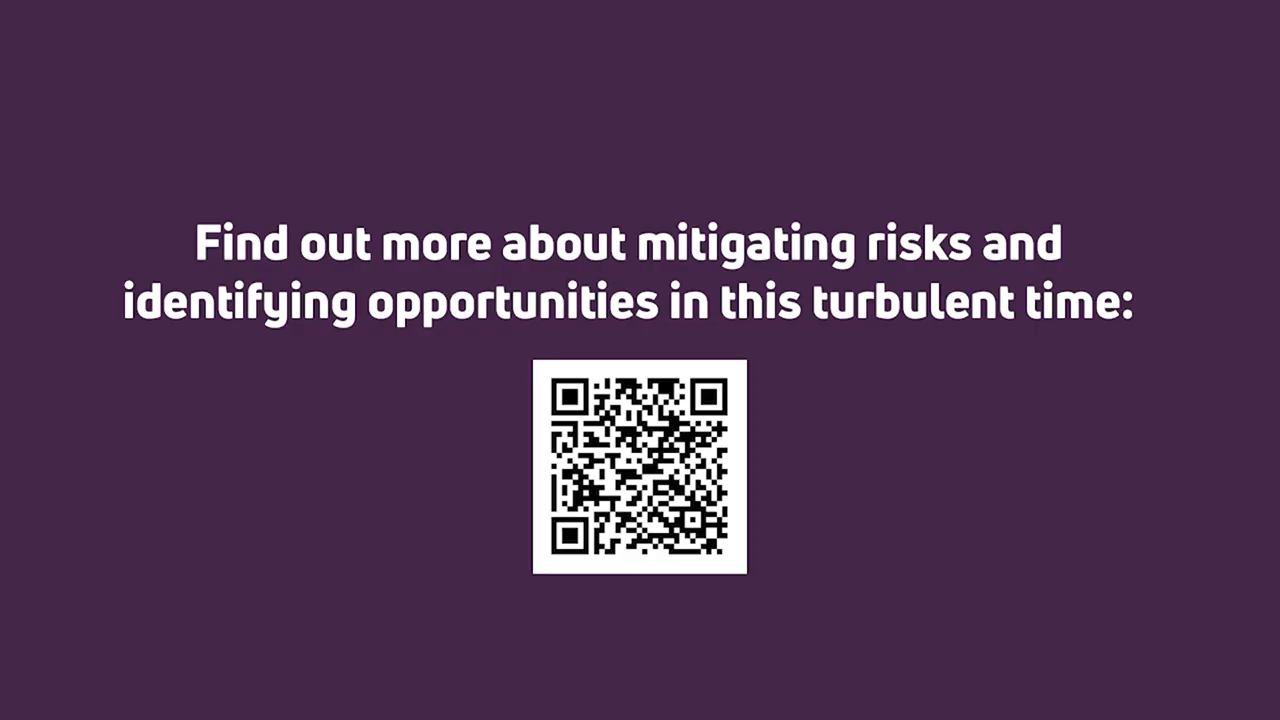 Find out more about mitigating risks and
identifying opportunities in this turbulent time: